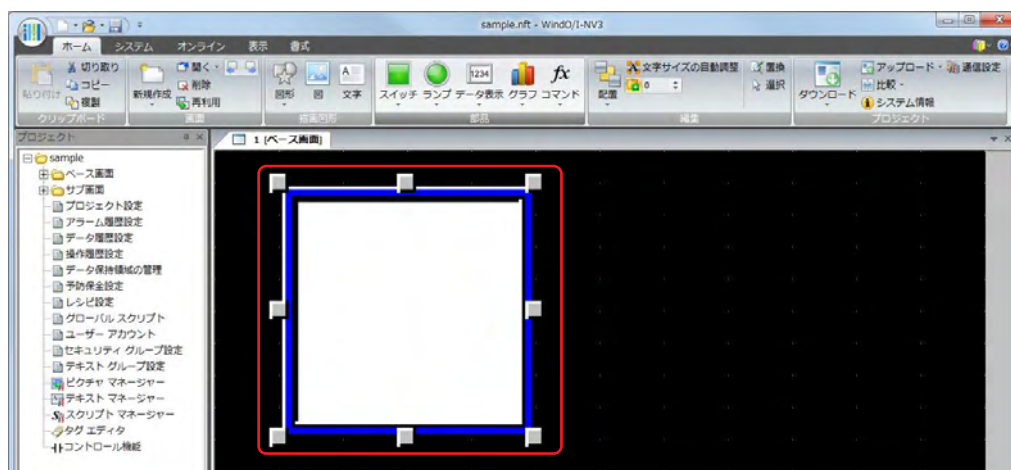 sample.nft - WindO/I-NV3
ホーム システム オンライン 表示 書式
貼り付け 切り取り コピー 複製
クリップボード
新規作成 開く 削除 再利用
画面
図形 図 文字
描画図形
スイッチ ランプ データ表示 グラフ コマンド
1234
部品
配置 文字サイズの自動調整 0 置換 選択
編集
ダウンロード アップロード 比較 システム情報 通信設定
プロジェクト
プロジェクト
1 [ベース画面]
sample
ベース画面
サブ画面
プロジェクト設定
アラーム履歴設定
データ履歴設定
操作履歴設定
データ保持領域の管理
予防保全設定
レシピ設定
グローバル スクリプト
ユーザー アカウント
セキュリティ グループ設定
テキスト グループ設定
ピクチャ マネージャー
テキスト マネージャー
スクリプト マネージャー
タグ エディタ
コントロール機能